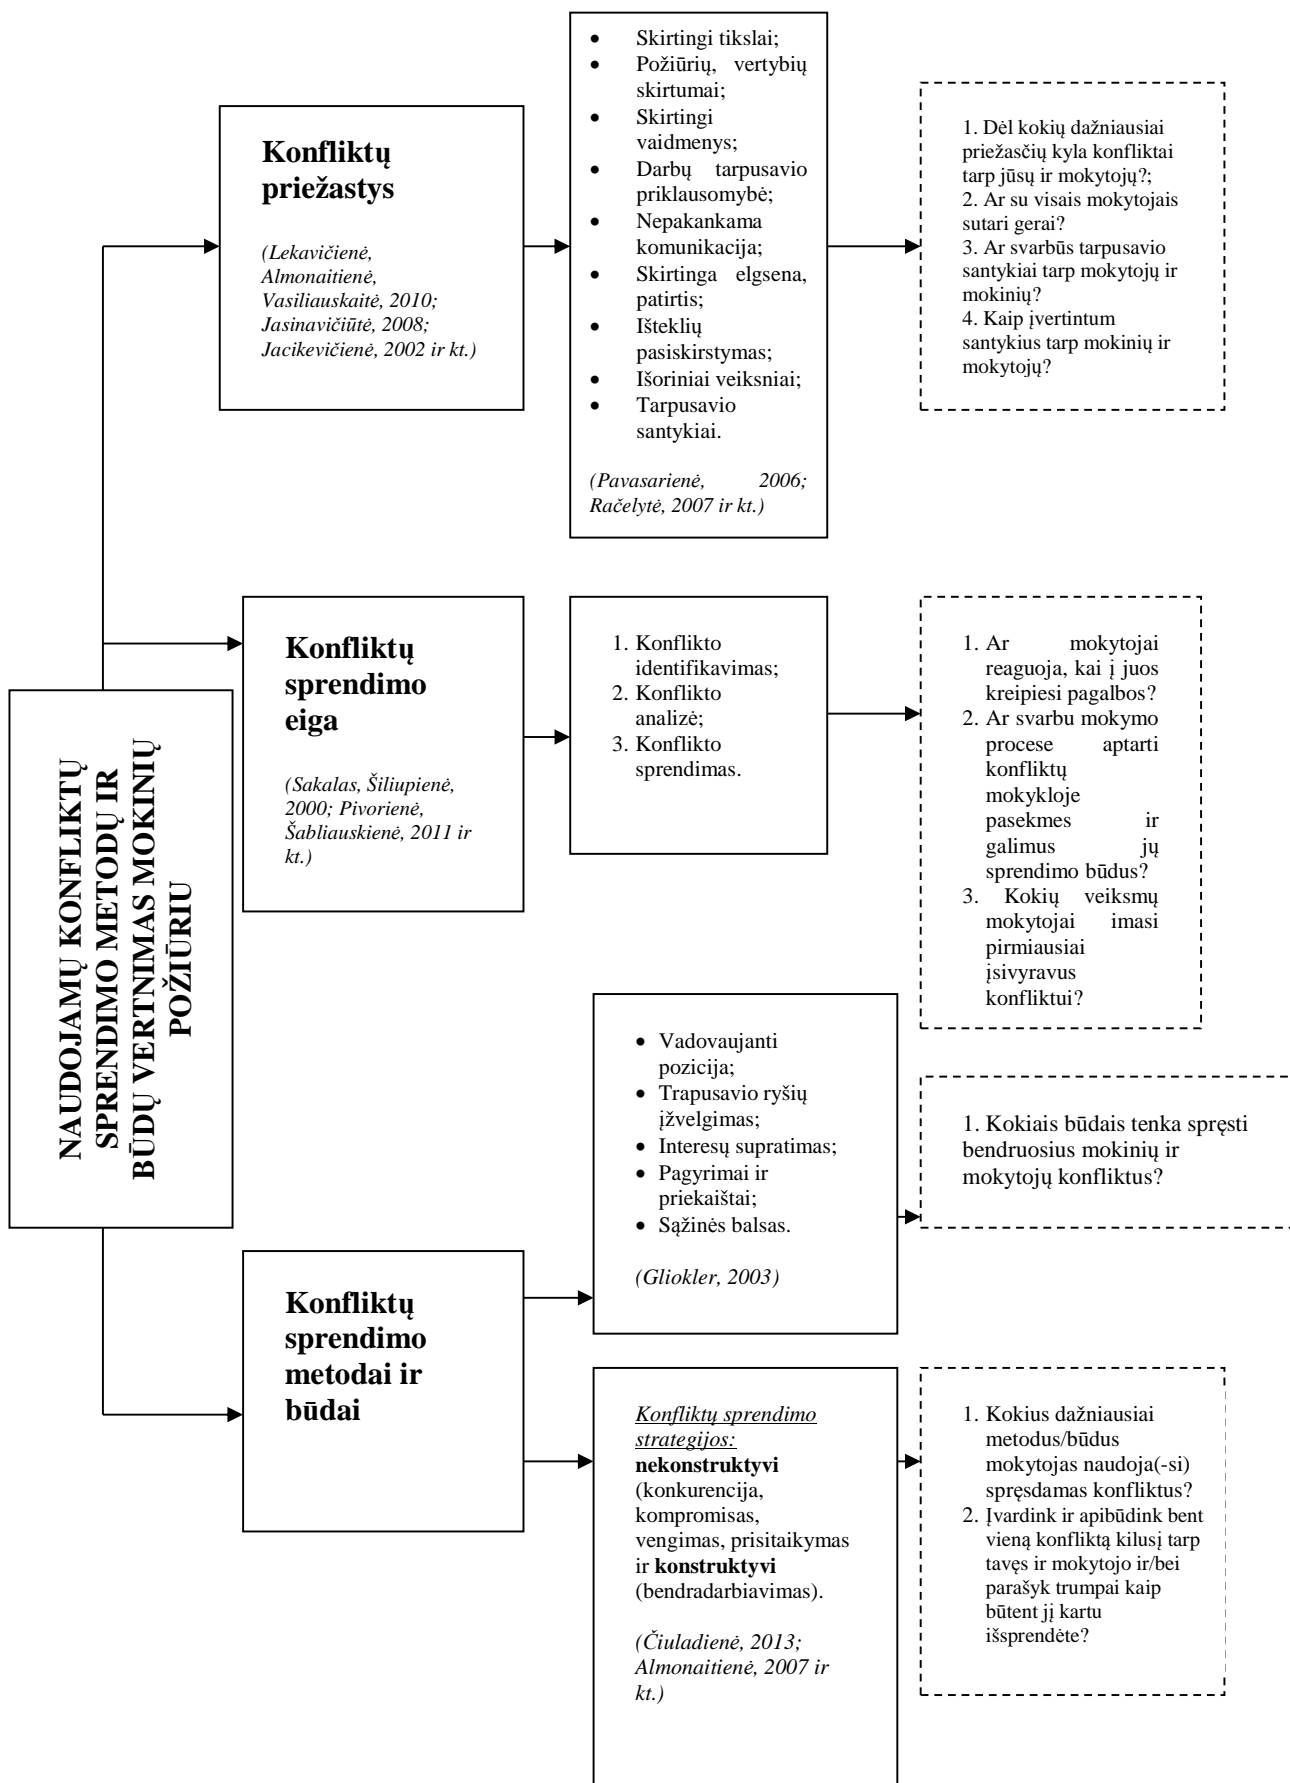 NAUDOJAMŲ KONFLIKTŲ
SPRENDIMO METODŲ IR
BŪDŲ VERTNIMAS MOKINIŲ
POŽIŪRIU
Konfliktų
priežastys
(Lekavičienė,
Almonaitienė,
Vasiliauskaitė, 2010;
Jasinavičiūtė, 2008;
Jacikevičienė, 2002 ir kt.)
• Skirtingi tikslai;
• Požiūrių, vertybių
skirtumai;
• Skirtingi
vaidmenys;
• Darbų tarpusavio
priklausomybė;
• Nepakankama
komunikacija;
• Skirtinga elgsena,
patirtis;
• Išteklių
pasiskirstymas;
• Išoriniai veiksniai;
• Tarpusavio
santykiai.
(Pavasarienė, 2006;
Račelytė, 2007 ir kt.)
1. Dėl kokių dažniausiai
priežasčių kyla konfliktai
tarp jūsų ir mokytojų?;
2. Ar su visais mokytojais
sutari gerai?
3. Ar svarbūs tarpusavio
santykiai tarp mokytojų ir
mokinių?
4. Kaip įvertintum
santykius tarp mokinių ir
mokytojų?
Konfliktų
sprendimo
eiga
(Sakalas, Šiliupienė,
2000; Pivorienė,
Šabliauskienė, 2011 ir
kt.)
1. Konflikto
identifikavimas;
2. Konflikto
analizė;
3. Konflikto
sprendimas.
1. Ar mokytojai
reaguoja, kai į juos
kreipiesi pagalbos?
2. Ar svarbu mokymo
procese aptarti
konfliktų
mokykloje
pasekmes ir
galimus jų
sprendimo būdus?
3. Kokių veiksmų
mokytojai imasi
pirmiausiai
įsivyravus
konfliktui?
Konfliktų
sprendimo
metodai ir
būdai
• Vadovaujanti
pozicija;
• Trapusavio ryšių
įžvelgimas;
• Interesų supratimas;
• Pagyrimai ir
priekaištai;
• Sąžinės balsas.
(Gliokler, 2003)
1. Kokiais būdais tenka spręsti
bendruosius mokinių ir
mokytojų konfliktus?
Konfliktų sprendimo
strategijos:
nekonstruktyvi
(konkurencija,
kompromisas,
vengimas, prisitaikymas
ir konstruktyvi
(bendradarbiavimas).
(Čiuladienė, 2013;
Almonaitienė, 2007 ir
kt.)
1. Kokius dažniausiai
metodus/būdus
mokytojas naudoja(-si)
spręsdamas konfliktus?
2. Įvardink ir apibūdink bent
vieną konfliktą kilusį tarp
tavęs ir mokytojo ir/bei
parašyk trumpai kaip
būtent jį kartu
išsprendėte?